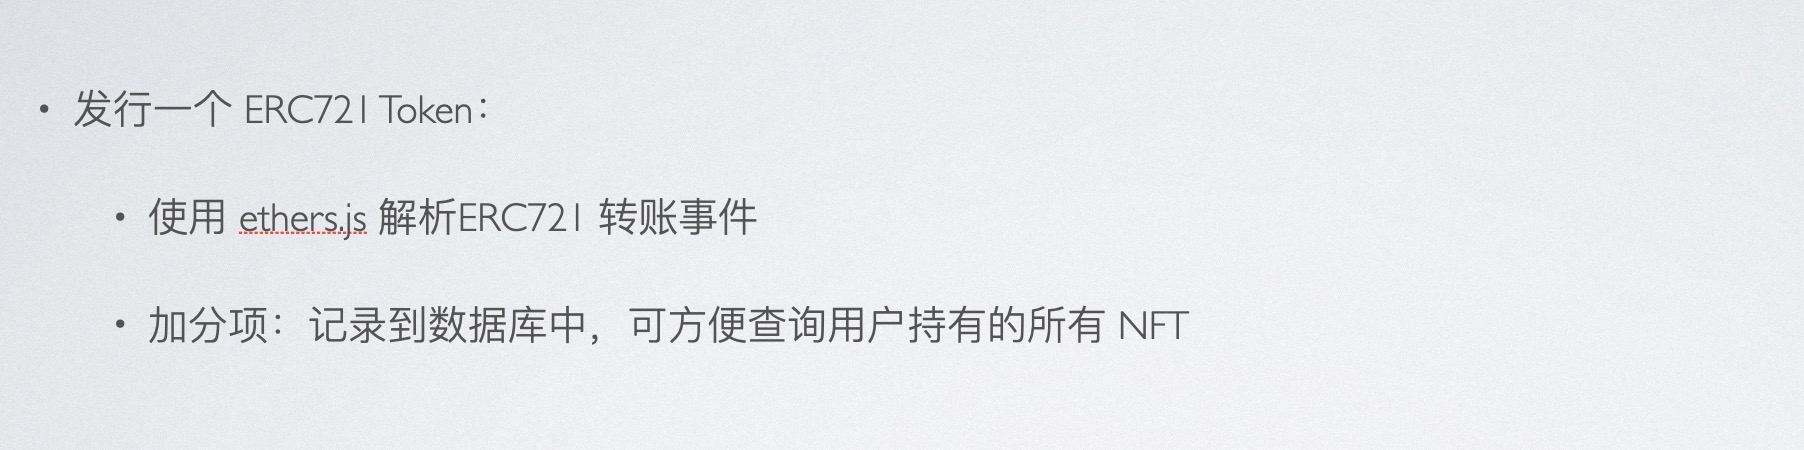 • 发行一个 ERC721 Token：
• 使用 ethers.js 解析ERC721 转账事件
• 加分项：记录到数据库中，可方便查询用户持有的所有 NFT